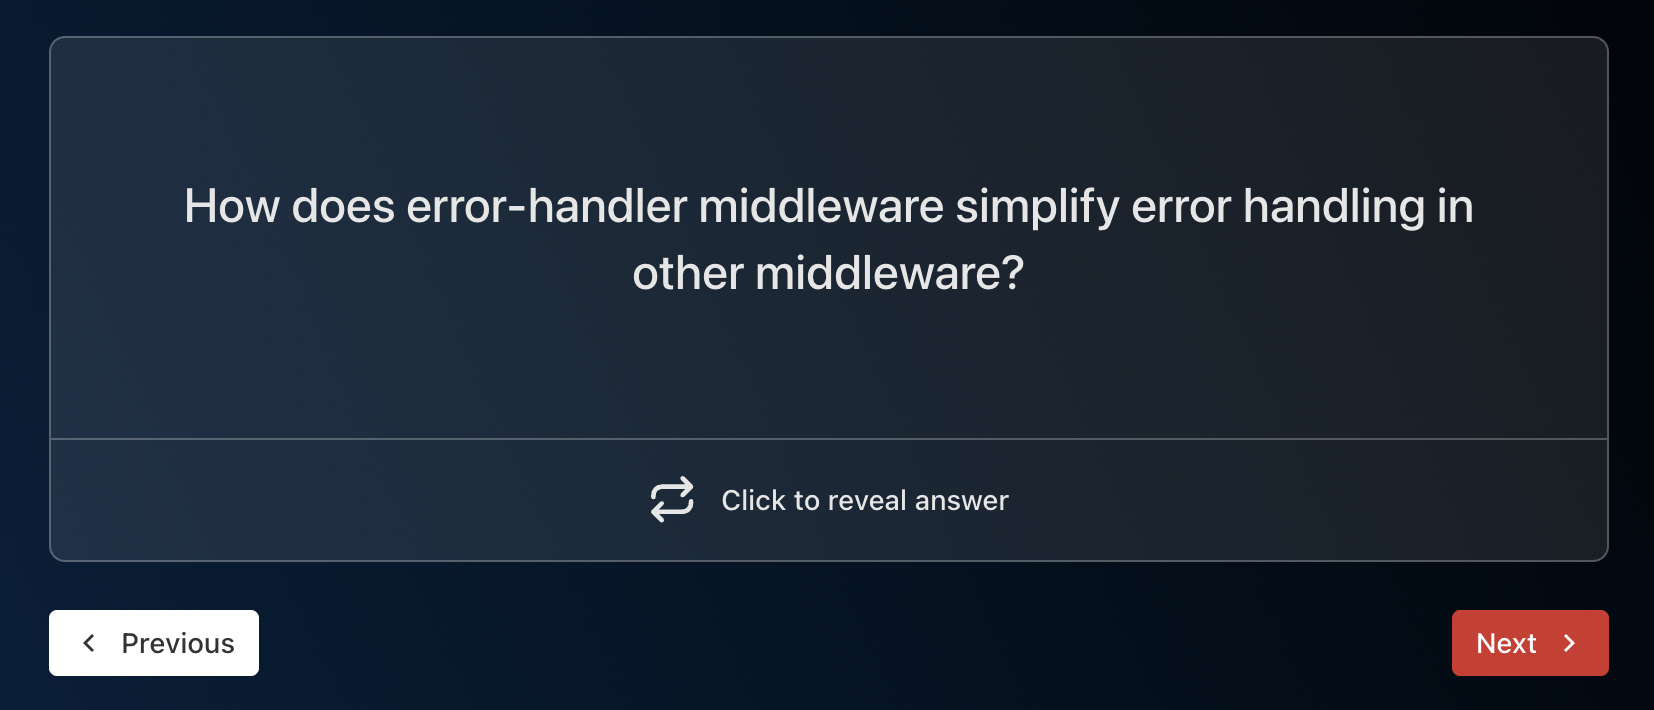 How does error-handler middleware simplify error handling in
other middleware?
Click to reveal answer
Previous
Next